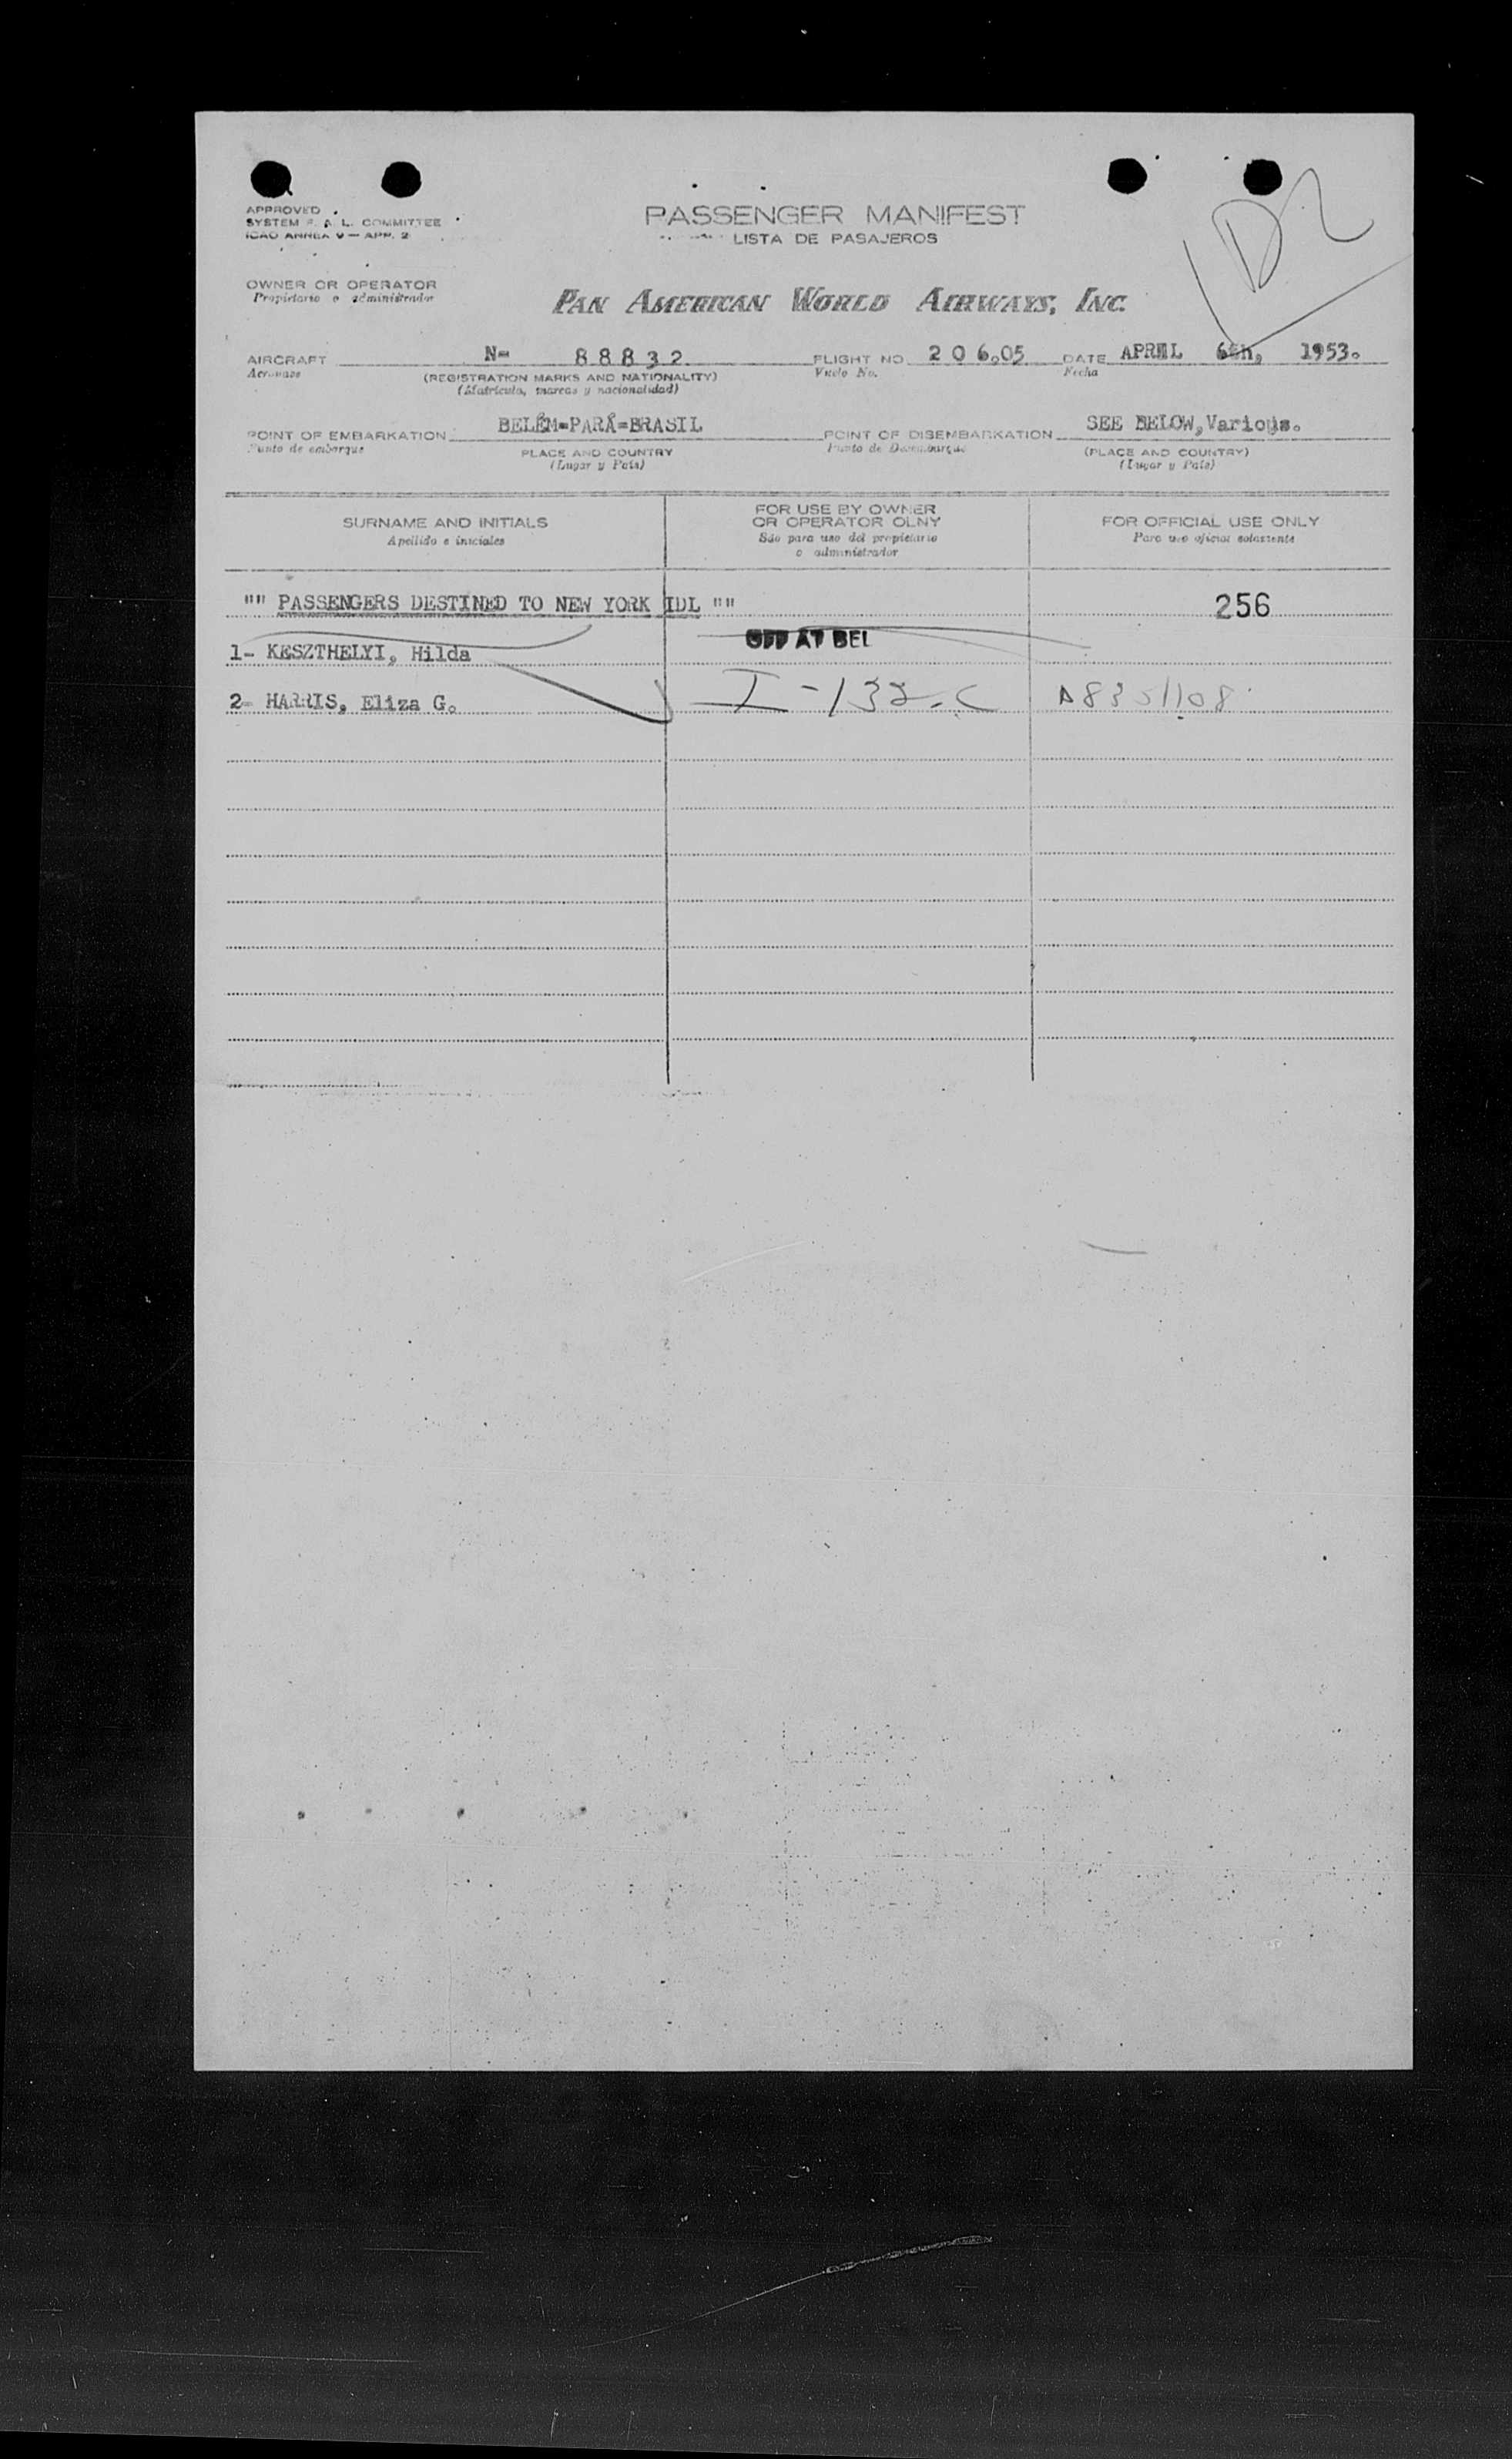 APPROVED
SYSTEM F. A. L. COMMITTEE
ICAO ANNEX 9 — APP. 2
PASSENGER MANIFEST
LISTA DE PASAJEROS
D2
OWNER OR OPERATOR
Propietario o administrador
PAN AMERICAN WORLD AIRWAYS, INC.
AIRCRAFT N- 88832 FLIGHT NO. 206.05 DATE APRIL 6th, 1953.
Aeronave (REGISTRATION MARKS AND NATIONALITY) Vuelo No. Fecha
(Matrícula, marcas y nacionalidad)
POINT OF EMBARKATION BELÉM=PARÁ=BRASIL POINT OF DISEMBARKATION SEE BELOW, Various.
Punto de embarque PLACE AND COUNTRY Punto de Desembarque (PLACE AND COUNTRY)
(Lugar y País) (Lugar y País)
SURNAME AND INITIALS FOR USE BY OWNER OR OPERATOR OLNY FOR OFFICIAL USE ONLY
Apellido e iniciales Sáo para uso del propietario o administrador Para uso oficial solamente
"" PASSENGERS DESTINED TO NEW YORK IDL "" 256
1- KESZTHELYI, Hilda OFF AT BEL
2- HARRIS, Eliza G. I-132.C A8351108